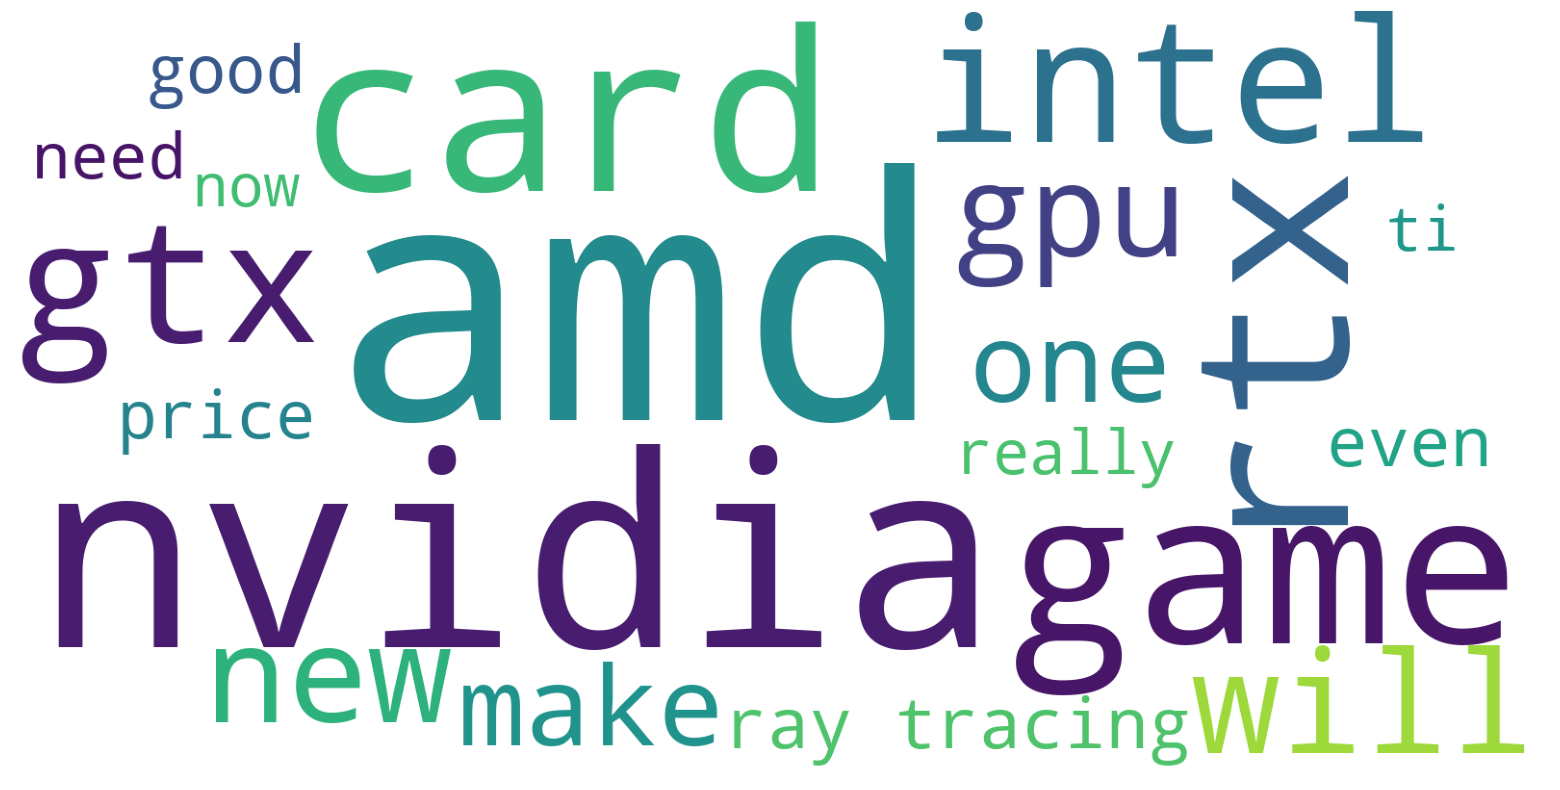 good
card
intel
need
now
amd
gpu
rtx
ti
gtx
one
price
really
even
nvidia
game
new
make
ray tracing
will